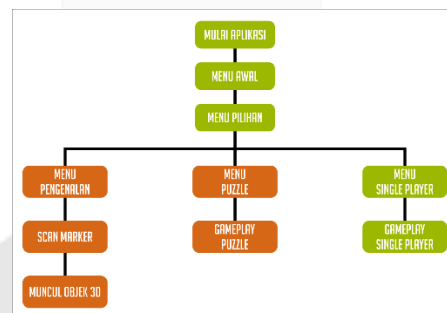 MULAI APLIKASI
MENU AWAL
MENU PILIHAN
MENU
PENGENALAN
MENU
PUZZLE
MENU
SINGLE PLAYER
SCAN MARKER
GAMEPLAY
PUZZLE
GAMEPLAY
SINGLE PLAYER
MUNCUL OBJEK 3D